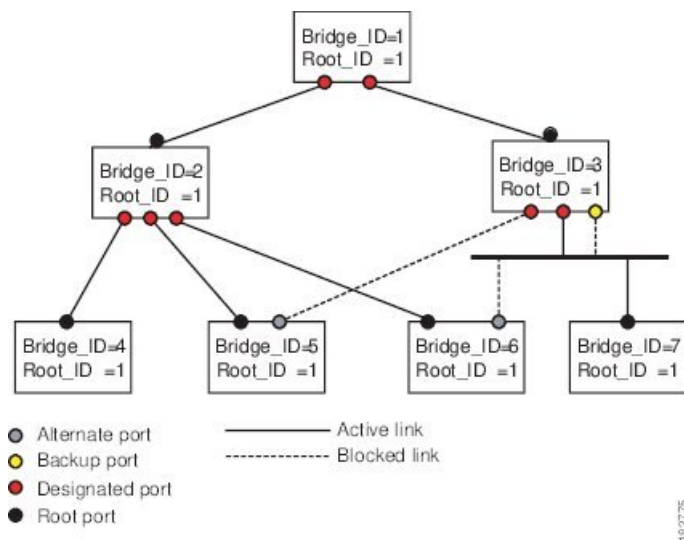 Bridge_ID=1
Root_ID =1
Bridge_ID=2
Root_ID =1
Bridge_ID=3
Root_ID =1
Bridge_ID=4
Root_ID =1
Bridge_ID=5
Root_ID =1
Bridge_ID=6
Root_ID =1
Bridge_ID=7
Root_ID =1
Alternate port
Backup port
Designated port
Root port
Active link
Blocked link
182775